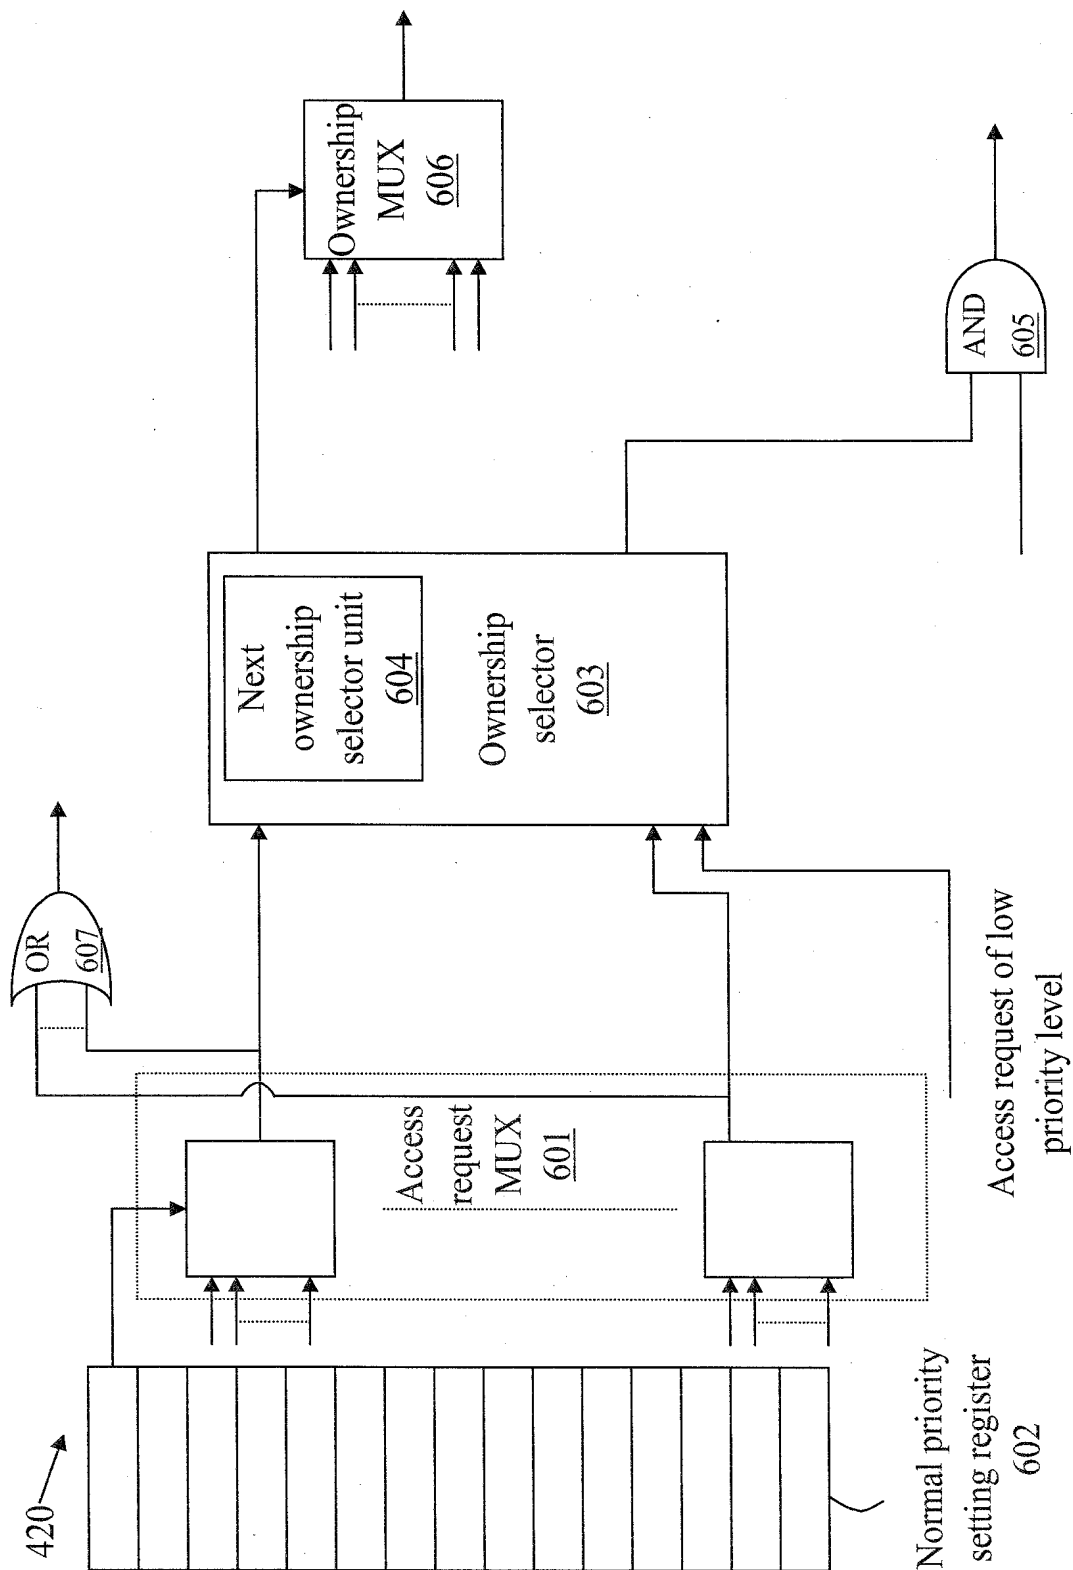 420
Normal priority
setting register
602
Access
request
MUX
601
Access request of low
priority level
OR
607
Next
ownership
selector unit
604
Ownership
selector
603
Ownership
MUX
606
AND
605